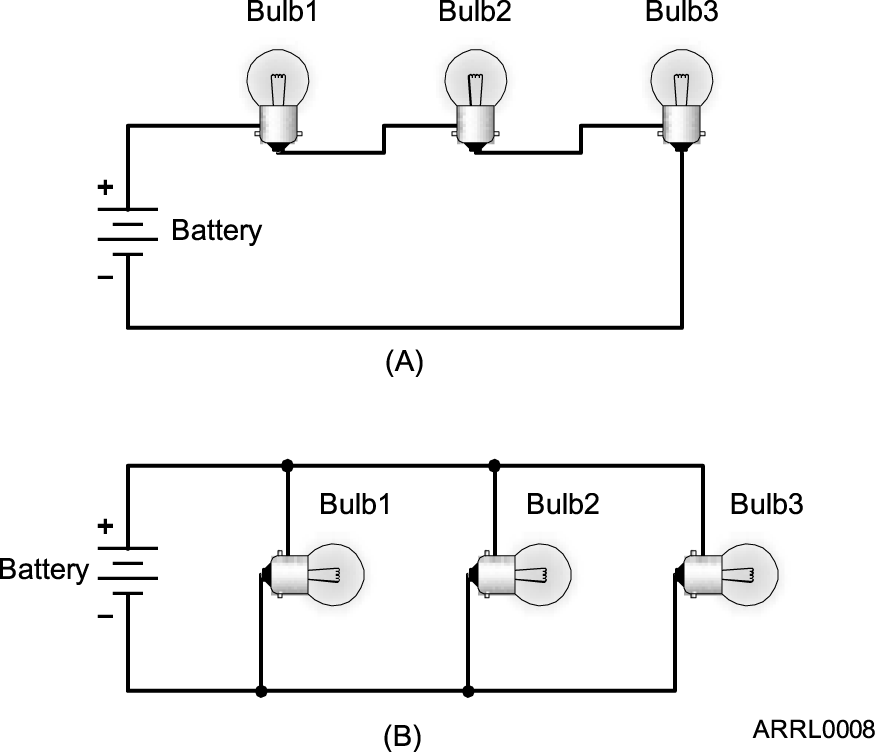 Bulb1 Bulb2 Bulb3
+
Battery
–
(A)
Bulb1 Bulb2 Bulb3
+
Battery
–
(B)
ARRL0008